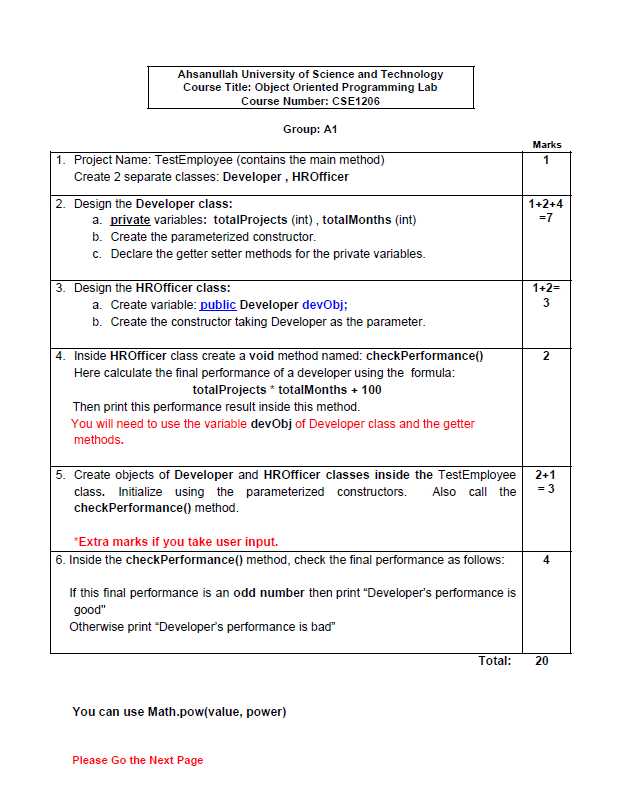 Ahsanullah University of Science and Technology
Course Title: Object Oriented Programming Lab
Course Number: CSE1206
Group: A1
Marks
1. Project Name: TestEmployee (contains the main method)
Create 2 separate classes: Developer , HROfficer
1
2. Design the Developer class:
a. private variables: totalProjects (int) , totalMonths (int)
b. Create the parameterized constructor.
c. Declare the getter setter methods for the private variables.
1+2+4
=7
3. Design the HROfficer class:
a. Create variable: public Developer devObj;
b. Create the constructor taking Developer as the parameter.
1+2=
3
4. Inside HROfficer class create a void method named: checkPerformance()
Here calculate the final performance of a developer using the formula:
totalProjects * totalMonths + 100
Then print this performance result inside this method.
You will need to use the variable devObj of Developer class and the getter
methods.
2
5. Create objects of Developer and HROfficer classes inside the TestEmployee
class. Initialize using the parameterized constructors. Also call the
checkPerformance() method.
*Extra marks if you take user input.
2+1
= 3
6. Inside the checkPerformance() method, check the final performance as follows:
If this final performance is an odd number then print “Developer's performance is
good"
Otherwise print “Developer's performance is bad”
4
Total: 20
You can use Math.pow(value, power)
Please Go the Next Page